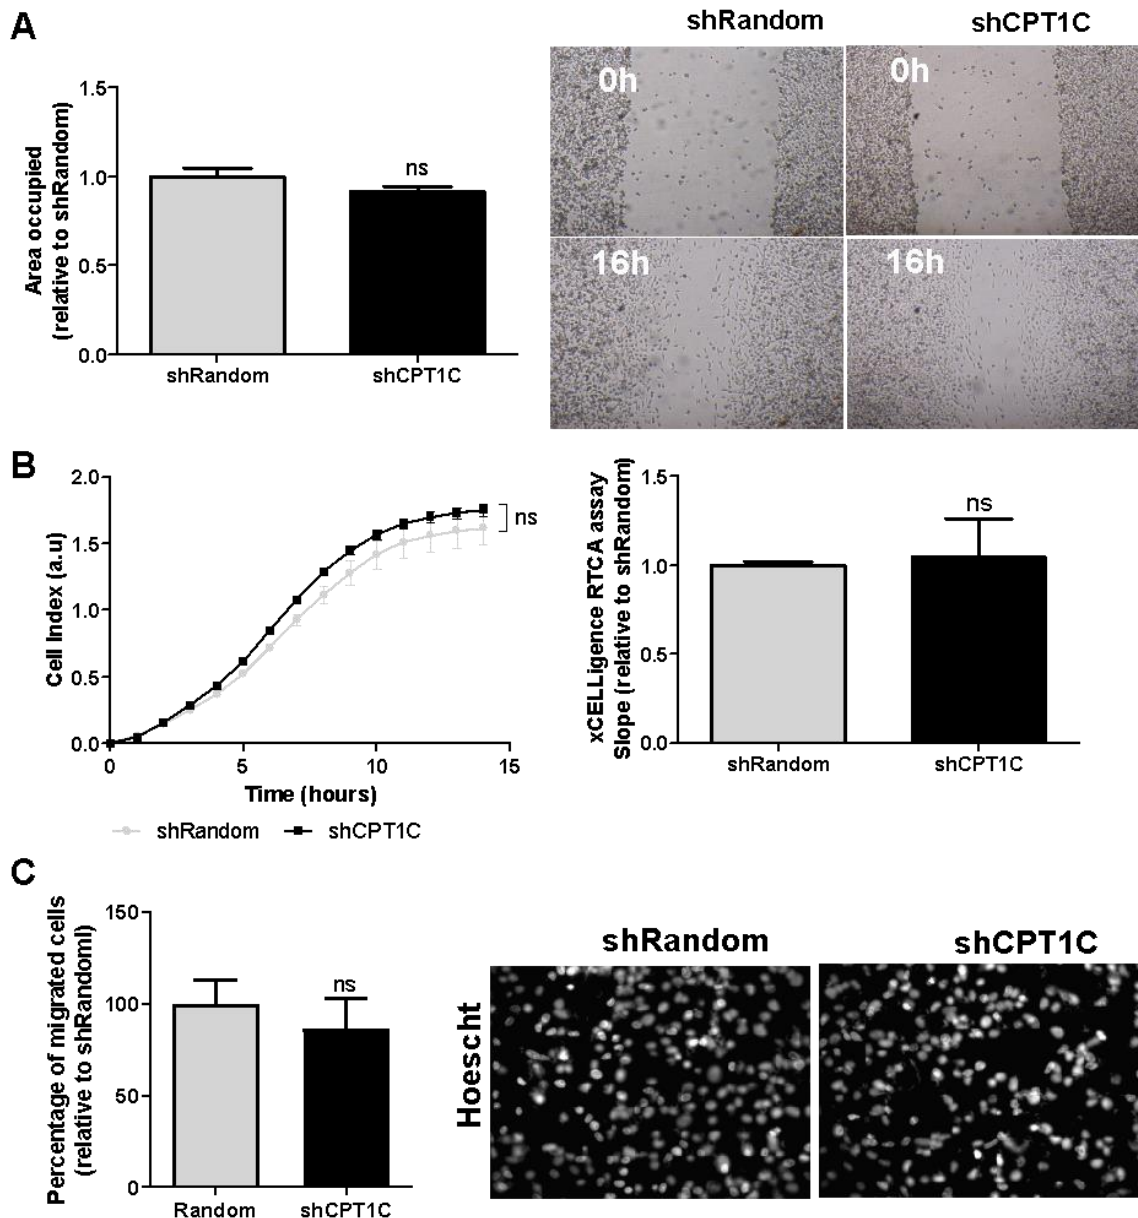 A
shRandom
shCPT1C
Area occupied
(relative to shRandom)
1.5
1.0
0.5
0.0
ns
shRandom
shCPT1C
0h
0h
16h
16h
B
Cell Index (a.u)
2.0
1.5
1.0
0.5
0.0
ns
0
5
10
15
Time (hours)
shRandom
shCPT1C
xCELLigence RTCA assay
Slope (relative to shRandom)
1.5
1.0
0.5
0.0
ns
shRandom
shCPT1C
C
Percentage of migrated cells
(relative to shRandoml)
150
100
50
0
ns
Random
shCPT1C
shRandom
shCPT1C
Hoescht